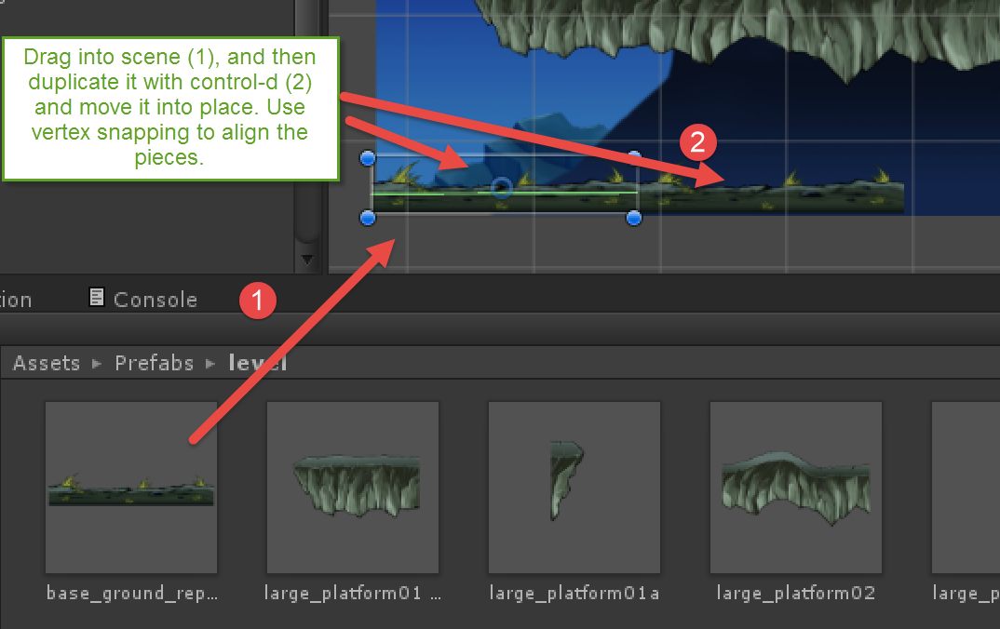 Drag into scene (1), and then
duplicate it with control-d (2)
and move it into place. Use
vertex snapping to align the
pieces.
2
1
ion
Console
Assets ▸ Prefabs ▸ level
base_ground_rep...
large_platform01 ...
large_platform01a
large_platform02
large_p